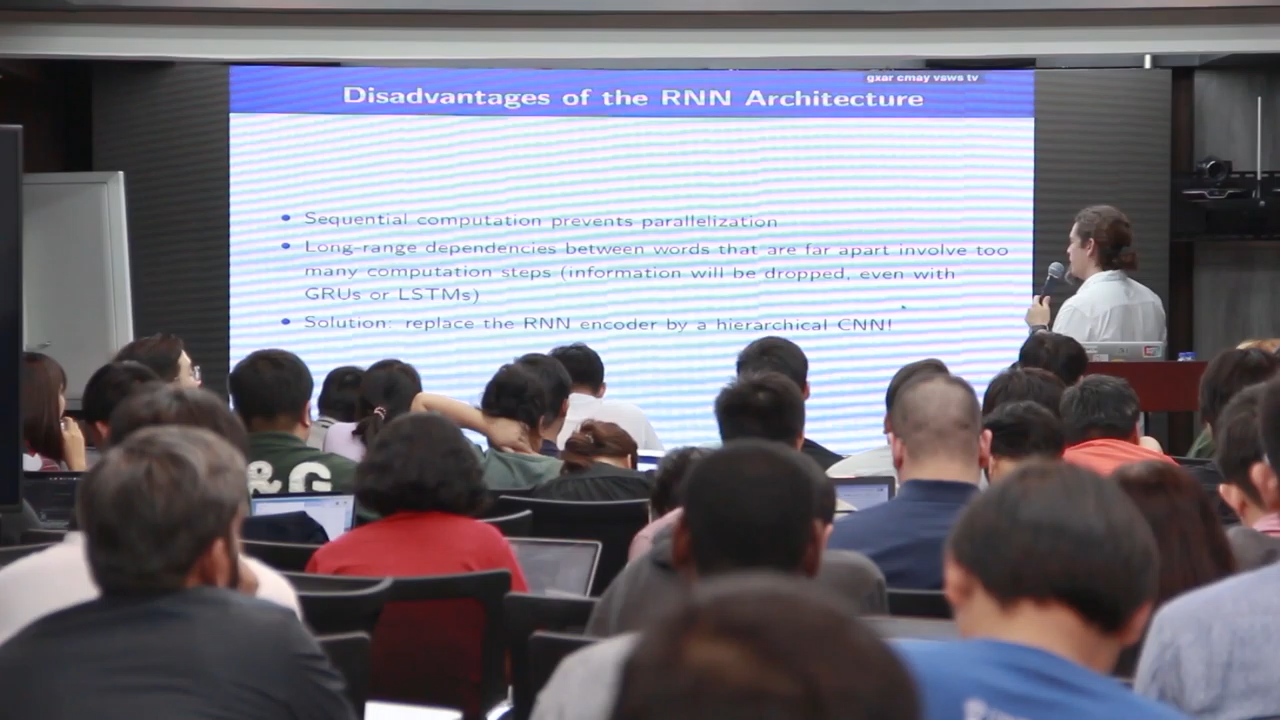 gxar cmay vsws tv
Disadvantages of the RNN Architecture
• Sequential computation prevents parallelization
• Long-range dependencies between words that are far apart involve too
many computation steps (information will be dropped, even with
GRUs or LSTMs)
• Solution: replace the RNN encoder by a hierarchical CNN!
&G